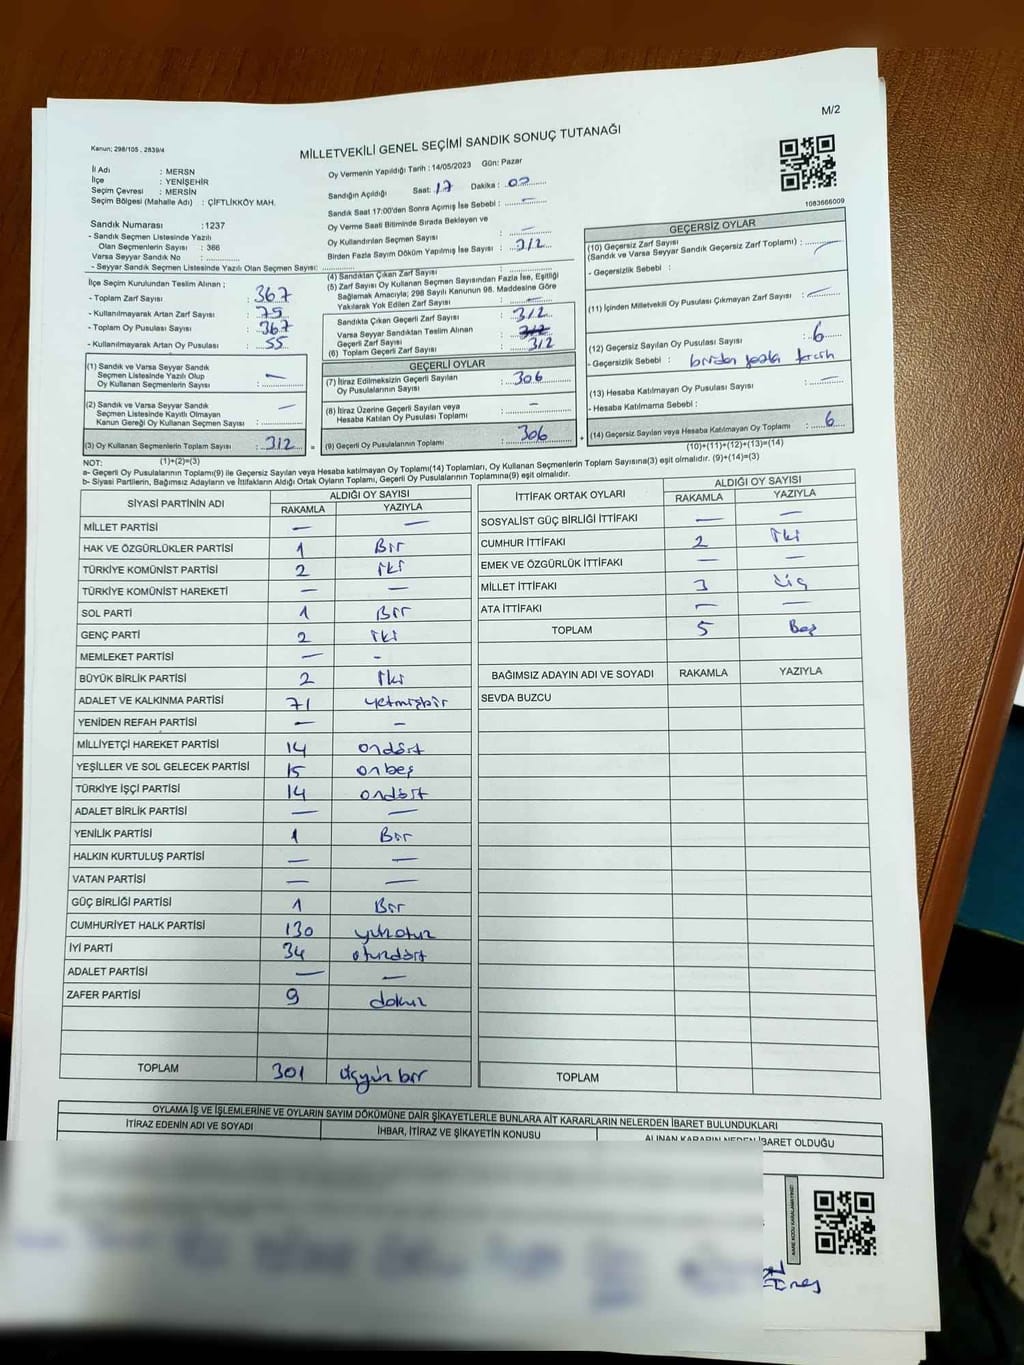 M/2
Kanun; 298/105 , 2839/4
MİLLETVEKİLİ GENEL SEÇİMİ SANDIK SONUÇ TUTANAĞI
İl Adı : MERSN
İlçe : YENİŞEHİR
Seçim Çevresi : MERSİN
Seçim Bölgesi (Mahalle Adı) : ÇİFTLİKKÖY MAH.
Sandık Numarası : 1237
- Sandık Seçmen Listesinde Yazılı
Olan Seçmenlerin Sayısı : 366
Varsa Seyyar Sandık No : ..............
- Seyyar Sandık Seçmen Listesinde Yazılı Olan Seçmen Sayısı: ..............
Oy Vermenin Yapıldığı Tarih : 14/05/2023 Gün: Pazar
Sandığın Açıldığı Saat: 17 Dakika : 02
Sandık Saat 17:00'den Sonra Açımış İse Sebebi : —
Oy Verme Saati Bitiminde Sırada Bekleyen ve
Oy Kullandırılan Seçmen Sayısı : —
Birden Fazla Sayım Döküm Yapılmış İse Sayısı : 312
1083666009
İlçe Seçim Kurulundan Teslim Alınan ;
- Toplam Zarf Sayısı : 367
- Kullanılmayarak Artan Zarf Sayısı : 75
- Toplam Oy Pusulası Sayısı : 367
- Kullanılmayarak Artan Oy Pusulası : 55
(1) Sandık ve Varsa Seyyar Sandık
Seçmen Listesinde Yazılı Olup
Oy Kullanan Seçmenlerin Sayısı : —
(2) Sandık ve Varsa Seyyar Sandık
Seçmen Listesinde Kayıtlı Olmayan
Kanun Gereği Oy Kullanan Seçmen Sayısı : —
(3) Oy Kullanan Seçmenlerin Toplam Sayısı : 312 =
(1)+(2)=(3)
(4) Sandıktan Çıkan Zarf Sayısı :
(5) Zarf Sayısı Oy Kullanan Seçmen Sayısından Fazla İse, Eşitliği
Sağlamak Amacıyla; 298 Sayılı Kanunun 98. Maddesine Göre
Yakılarak Yok Edilen Zarf Sayısı : —
Sandıkta Çıkan Geçerli Zarf Sayısı : 312
Varsa Seyyar Sandıktan Teslim Alınan
Geçerli Zarf Sayısı : 312
(6) Toplam Geçerli Zarf Sayısı : 312
GEÇERLİ OYLAR
(7) İtiraz Edilmeksizin Geçerli Sayılan
Oy Pusulalarının Sayısı : 306
(8) İtiraz Üzerine Geçerli Sayılan veya
Hesaba Katılan Oy Pusulası Toplamı : —
(9) Geçerli Oy Pusulalarının Toplamı : 306 +
GEÇERSİZ OYLAR
(10) Geçersiz Zarf Sayısı
(Sandık ve Varsa Seyyar Sandık Geçersiz Zarf Toplamı) : —
- Geçersizlik Sebebi :
(11) İçinden Milletvekili Oy Pusulası Çıkmayan Zarf Sayısı : —
(12) Geçersiz Sayılan Oy Pusulası Sayısı : 6
- Geçersizlik Sebebi : birden fazla tercih
(13) Hesaba Katılmayan Oy Pusulası Sayısı : —
- Hesaba Katılmama Sebebi :
(14) Geçersiz Sayılan veya Hesaba Katılmayan Oy Toplamı : 6
(10)+(11)+(12)+(13)=(14)
NOT:
a- Geçerli Oy Pusulalarının Toplamı(9) ile Geçersiz Sayılan veya Hesaba katılmayan Oy Toplamı(14) Toplamları, Oy Kullanan Seçmenlerin Toplam Sayısına(3) eşit olmalıdır. (9)+(14)=(3)
b- Siyasi Partilerin, Bağımsız Adayların ve İttifakların Aldığı Ortak Oyların Toplamı, Geçerli Oy Pusulalarının Toplamına(9) eşit olmalıdır.
SİYASİ PARTİNİN ADI ALDIĞI OY SAYISI
RAKAMLA YAZIYLA
MİLLET PARTİSİ — —
HAK VE ÖZGÜRLÜKLER PARTİSİ 1 Bir
TÜRKİYE KOMÜNİST PARTİSİ 2 iki
TÜRKİYE KOMÜNİST HAREKETİ — —
SOL PARTİ 1 Bir
GENÇ PARTİ 2 iki
MEMLEKET PARTİSİ — -
BÜYÜK BİRLİK PARTİSİ 2 iki
ADALET VE KALKINMA PARTİSİ 71 yetmişbir
YENİDEN REFAH PARTİSİ — —
MİLLİYETÇİ HAREKET PARTİSİ 14 ondört
YEŞİLLER VE SOL GELECEK PARTİSİ 15 onbeş
TÜRKİYE İŞÇİ PARTİSİ 14 ondört
ADALET BİRLİK PARTİSİ — —
YENİLİK PARTİSİ 1 Bir
HALKIN KURTULUŞ PARTİSİ — —
VATAN PARTİSİ — —
GÜÇ BİRLİĞİ PARTİSİ 1 Bir
CUMHURİYET HALK PARTİSİ 130 yüzotuz
İYİ PARTİ 34 otuzdört
ADALET PARTİSİ — —
ZAFER PARTİSİ 9 dokuz
TOPLAM 301 üçyüz bir
İTTİFAK ORTAK OYLARI ALDIĞI OY SAYISI
RAKAMLA YAZIYLA
SOSYALİST GÜÇ BİRLİĞİ İTTİFAKI — —
CUMHUR İTTİFAKI 2 iki
EMEK VE ÖZGÜRLÜK İTTİFAKI — —
MİLLET İTTİFAKI 3 üç
ATA İTTİFAKI — —
TOPLAM 5 Beş
BAĞIMSIZ ADAYIN ADI VE SOYADI RAKAMLA YAZIYLA
SEVDA BUZCU
TOPLAM
OYLAMA İŞ VE İŞLEMLERİNE VE OYLARIN SAYIM DÖKÜMÜNE DAİR ŞİKAYETLERLE BUNLARA AİT KARARLARIN NELERDEN İBARET BULUNDUKLARI
İTİRAZ EDENİN ADI VE SOYADI İHBAR, İTİRAZ VE ŞİKAYETİN KONUSU ALINAN KARARIN NEDEN İBARET OLDUĞU